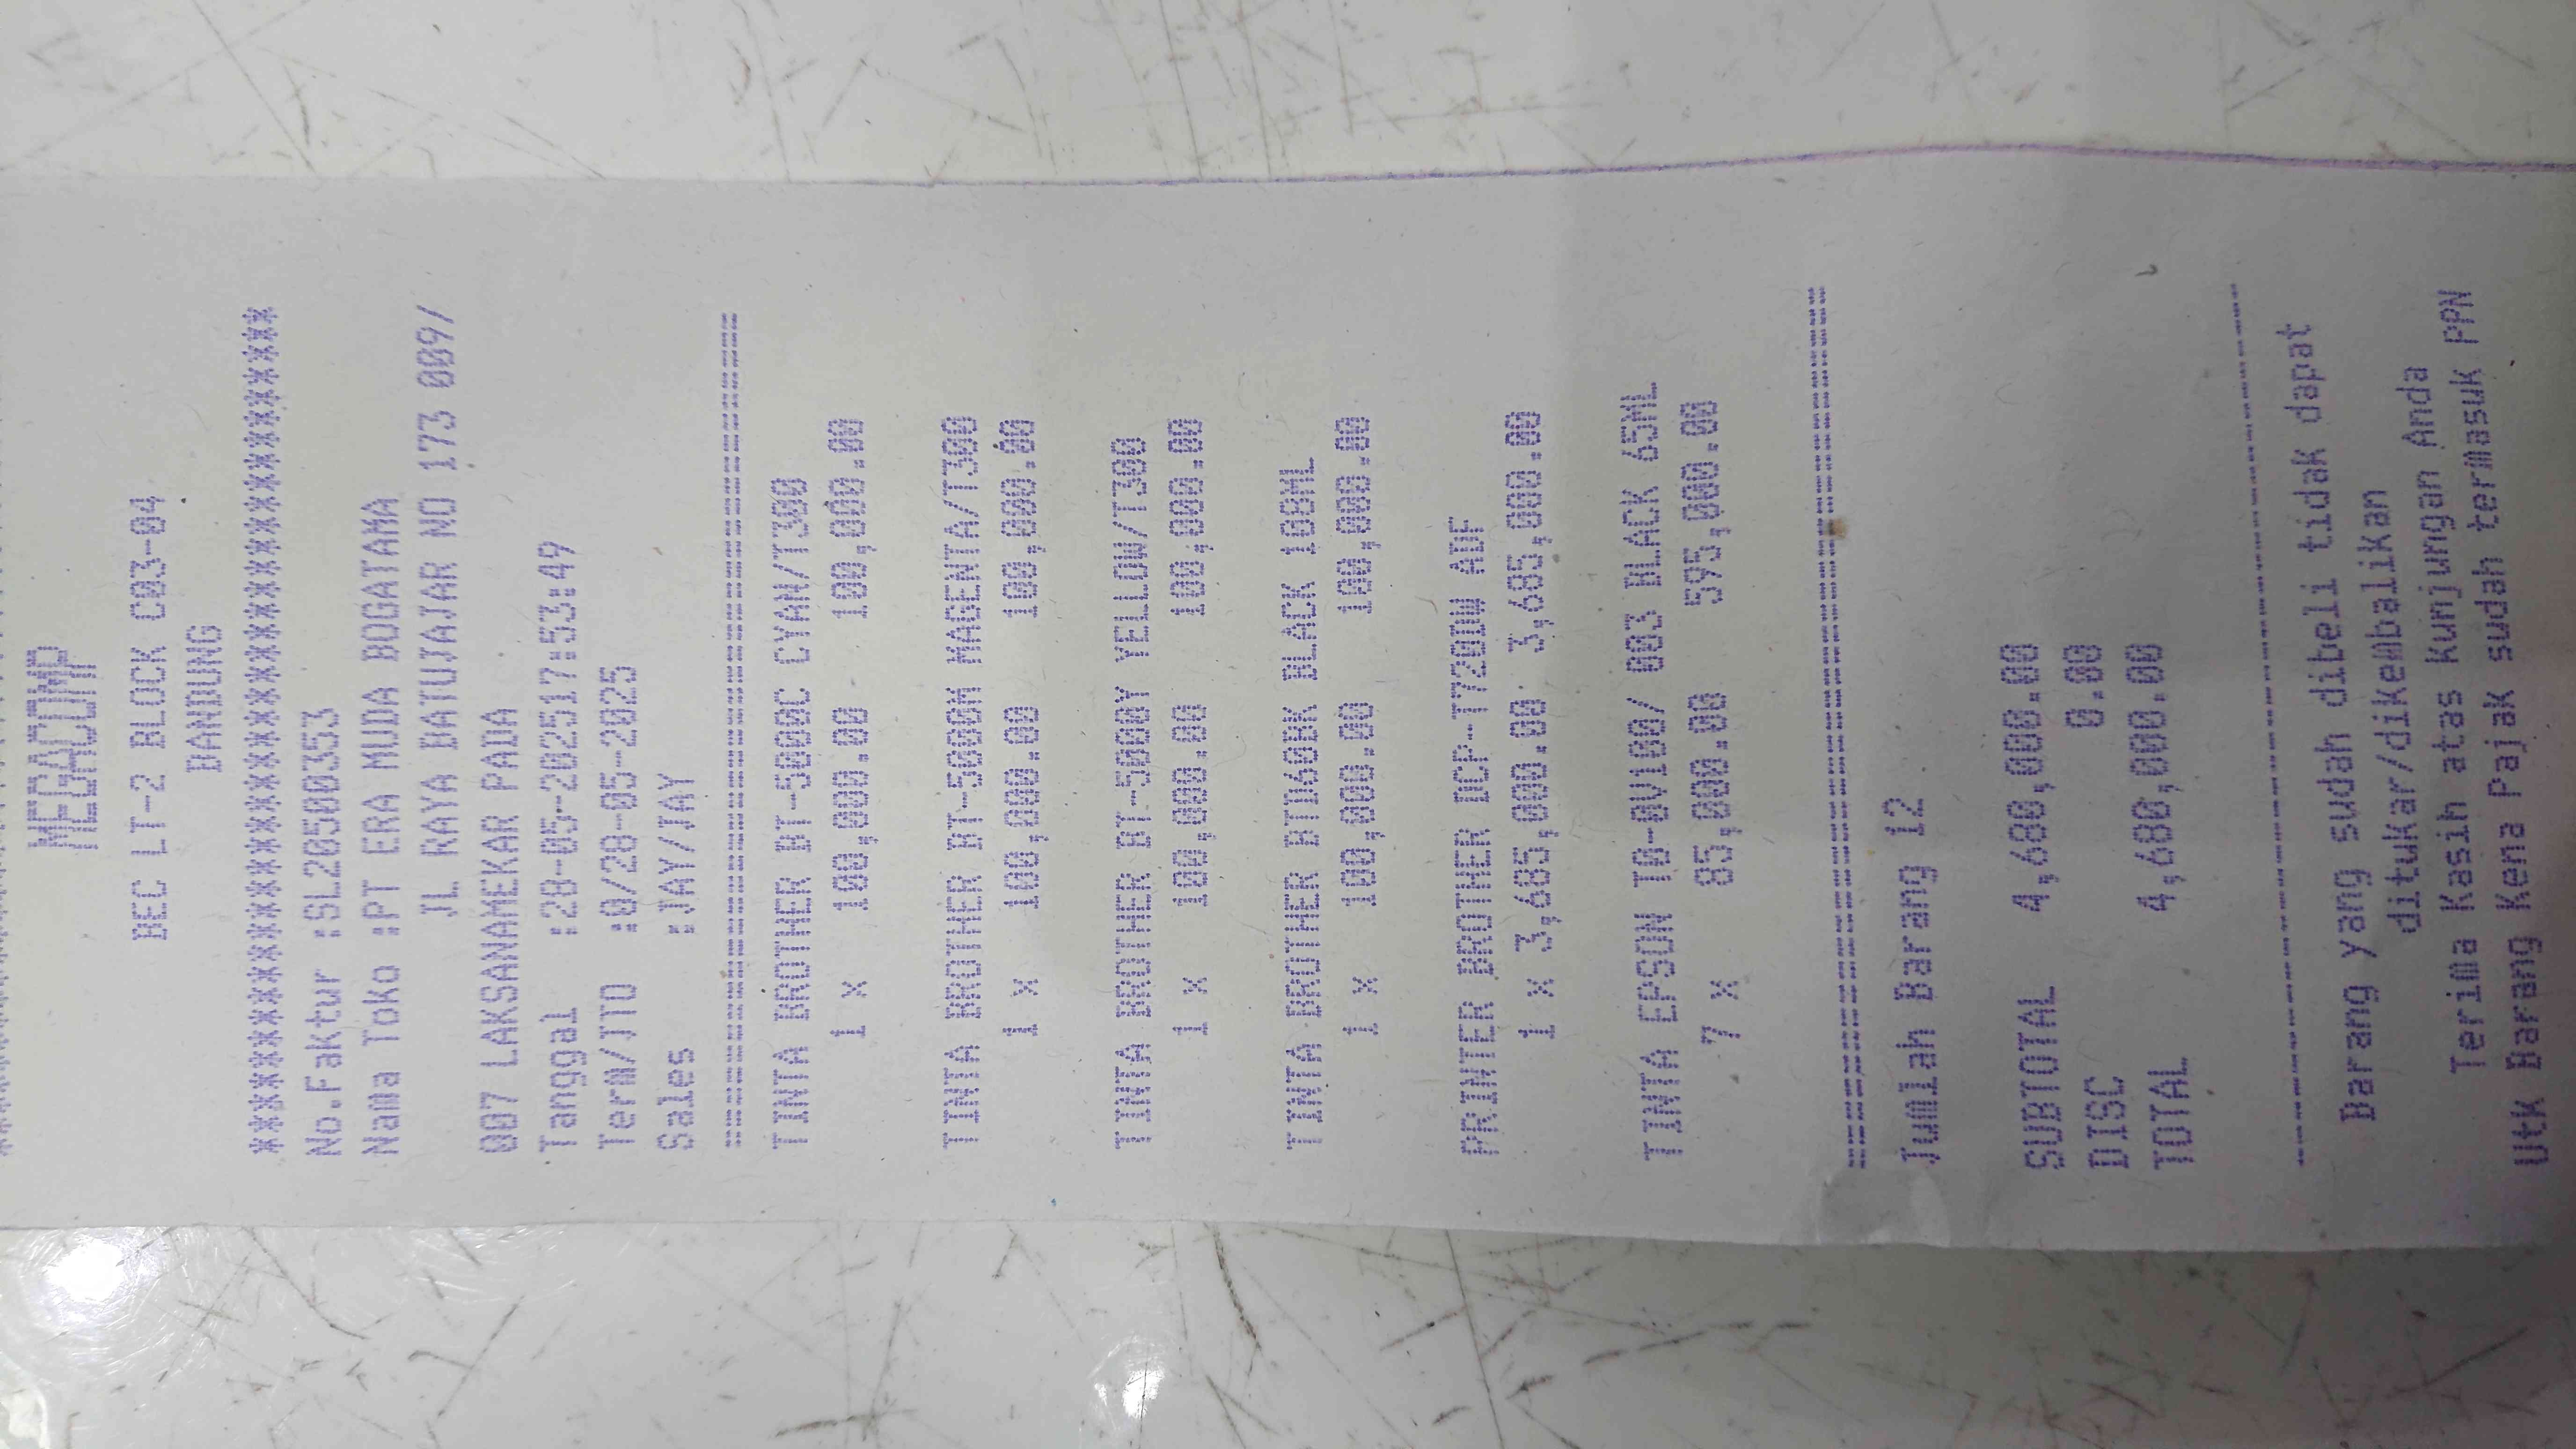 **************************************
MEGACOMP
BEC LT-2 BLOCK C03-04
BANDUNG
**************************************
No.Faktur :SL20500353
Nama Toko :PT ERA MUDA BOGATAMA
JL RAYA BATUJAJAR NO 173 009/
007 LAKSANAMEKAR PADA
Tanggal :28-05-202517:53:49
Term/JTO :0/28-05-2025
Sales :JAY/JAY
==========================================
TINTA BROTHER BT-5000C CYAN/T300
1 x 100,000.00 100,000.00
TINTA BROTHER BT-5000M MAGENTA/T300
1 x 100,000.00 100,000.00
TINTA BROTHER BT-5000Y YELLOW/T300
1 x 100,000.00 100,000.00
TINTA BROTHER BTD60BK BLACK 108ML
1 x 100,000.00 100,000.00
PRINTER BROTHER DCP-T720DW ADF
1 x 3,685,000.00 3,685,000.00
TINTA EPSON T0-0V100/ 003 BLACK 65ML
7 x 85,000.00 595,000.00
==========================================
Jumlah Barang 12
SUBTOTAL 4,680,000.00
DISC 0.00
TOTAL 4,680,000.00
------------------------------------------
Barang yang sudah dibeli tidak dapat
ditukar/dikembalikan
Terima Kasih atas Kunjungan Anda
Utk Barang Kena Pajak sudah termasuk PPN